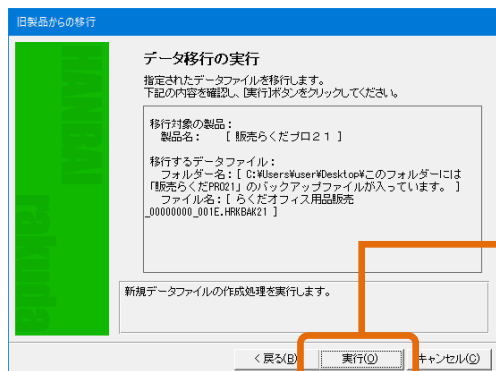 旧製品からの移行
HANBAI
rakuda
データ移行の実行
指定されたデータファイルを移行します。
下記の内容を確認し、[実行]ボタンをクリックしてください。
移行対象の製品:
製品名: [ 販売らくだプロ21 ]
移行するデータファイル:
フォルダー名:[ C:¥Users¥user¥Desktop¥このフォルダーには
「販売らくだPRO21」のバックアップファイルが入っています。 ]
ファイル名:[ らくだオフィス用品販売
_00000000_001E.HRKBAK21 ]
新規データファイルの作成処理を実行します。
< 戻る(B) 実行(O) キャンセル(C)